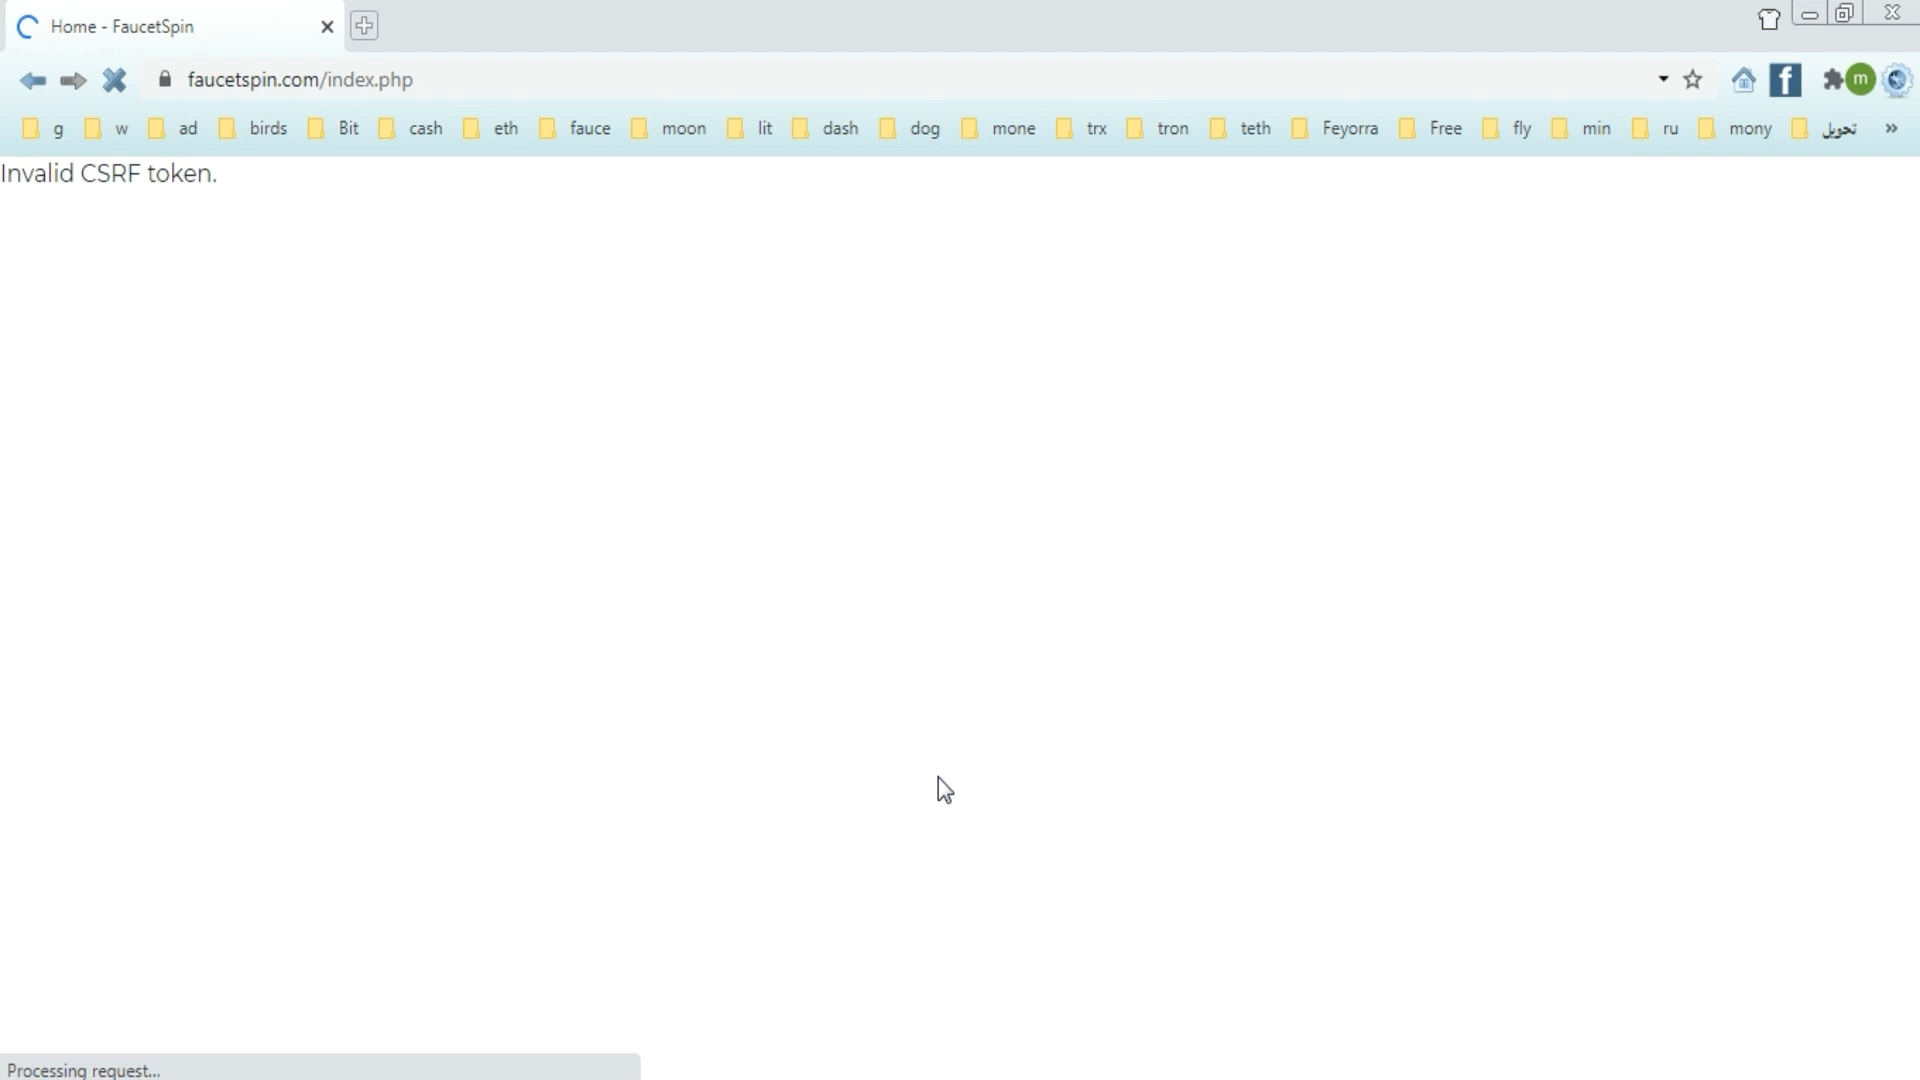 Home - FaucetSpin
faucetspin.com/index.php
f
m
g w ad birds Bit cash eth fauce moon lit dash dog mone trx tron teth Feyorra Free fly min ru mony تحويل »
Invalid CSRF token.
Processing request...